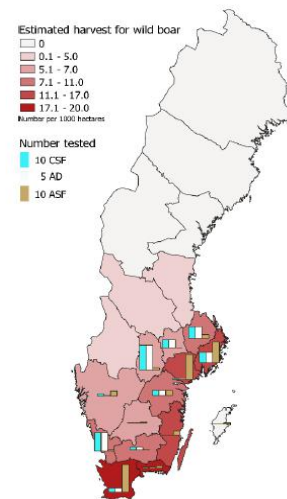 Estimated harvest for wild boar
0
0.1 - 5.0
5.1 - 7.0
7.1 - 11.0
11.1 - 17.0
17.1 - 20.0
Number per 1000 hectares
Number tested
10 CSF
5 AD
10 ASF